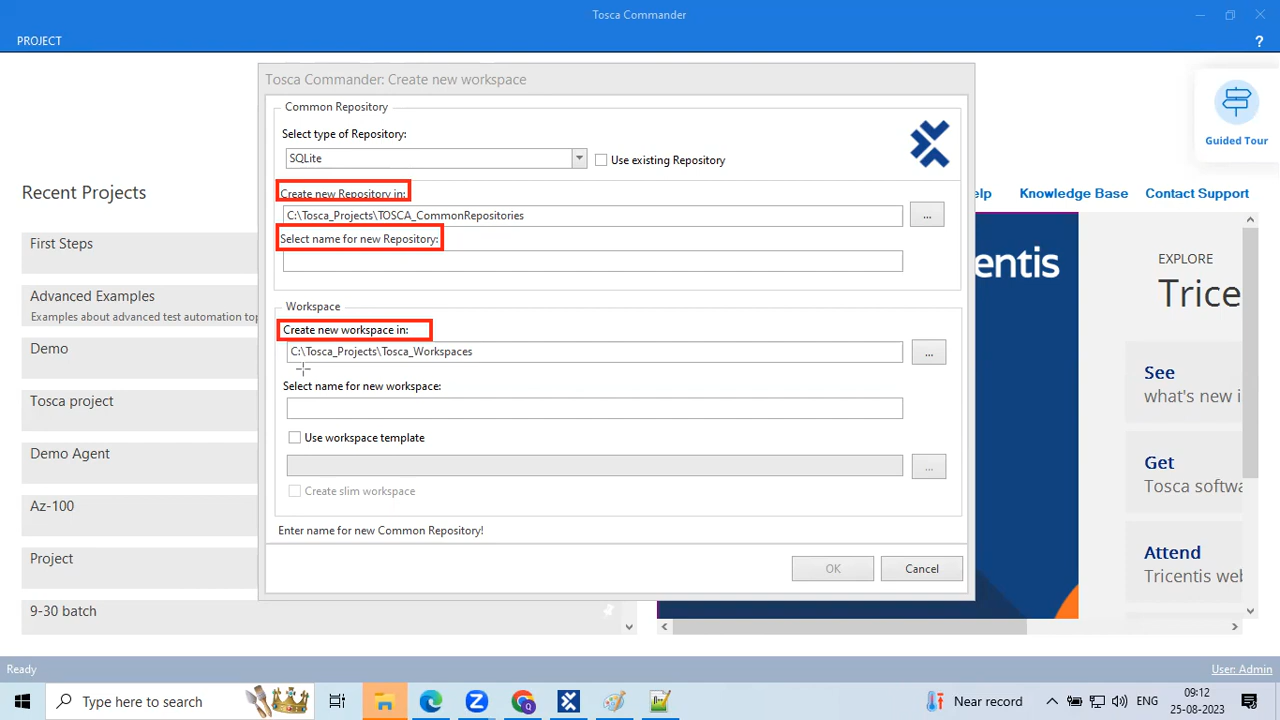 Tosca Commander
PROJECT
?
Tosca Commander: Create new workspace
Common Repository
Select type of Repository:
SQLite
Use existing Repository
Create new Repository in:
C:\Tosca_Projects\TOSCA_CommonRepositories
...
Select name for new Repository:
Workspace
Create new workspace in:
C:\Tosca_Projects\Tosca_Workspaces
...
Select name for new workspace:
Use workspace template
...
Create slim workspace
Enter name for new Common Repository!
OK
Cancel
Guided Tour
Recent Projects
First Steps
Advanced Examples
Examples about advanced test automation top
Demo
Tosca project
Demo Agent
Az-100
Project
9-30 batch
elp
Knowledge Base
Contact Support
entis
EXPLORE
Trice
See
what's new i
Get
Tosca softwa
Attend
Tricentis web
Ready
User: Admin
Type here to search
Near record
ENG
09:12
25-08-2023